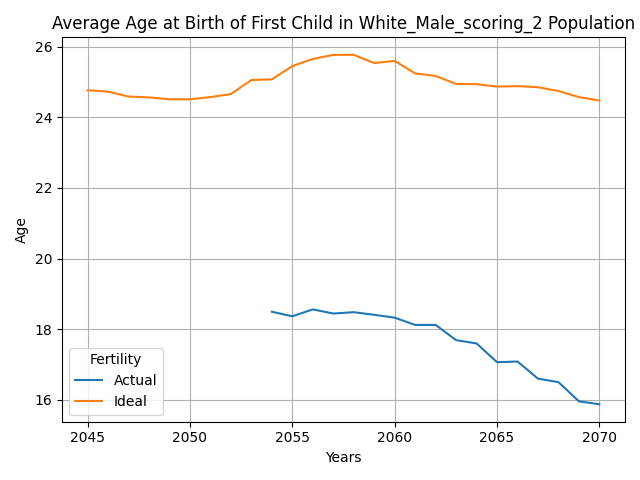 Average Age at Birth of First Child in White_Male_scoring_2 Population
26
24
22
20
18
16
Age
Fertility
Actual
Ideal
2045 2050 2055 2060 2065 2070
Years